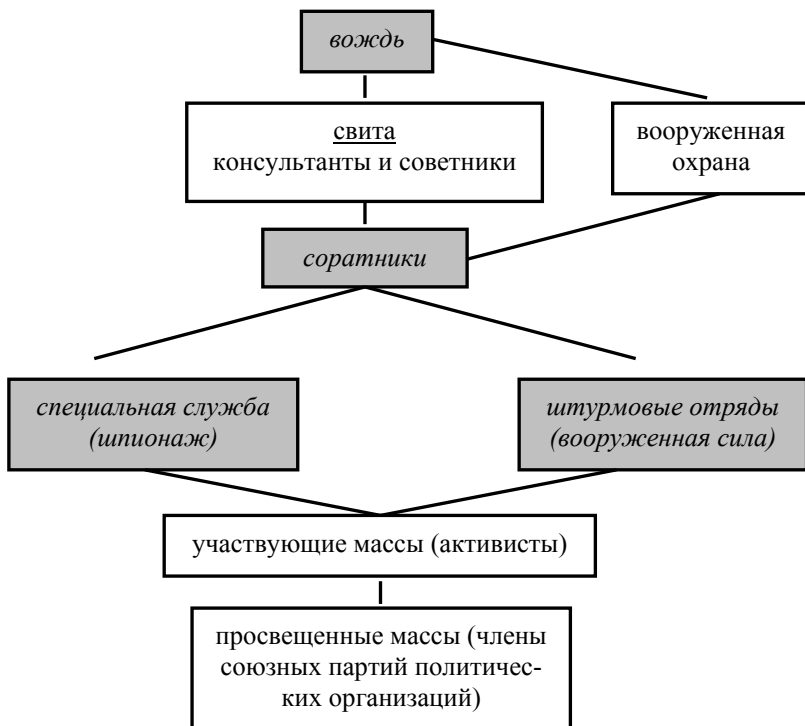 вождь
свита
консультанты и советники
вооруженная
охрана
соратники
специальная служба
(шпионаж)
штурмовые отряды
(вооруженная сила)
участвующие массы (активисты)
просвещенные массы (члены
союзных партий политичес-
ких организаций)